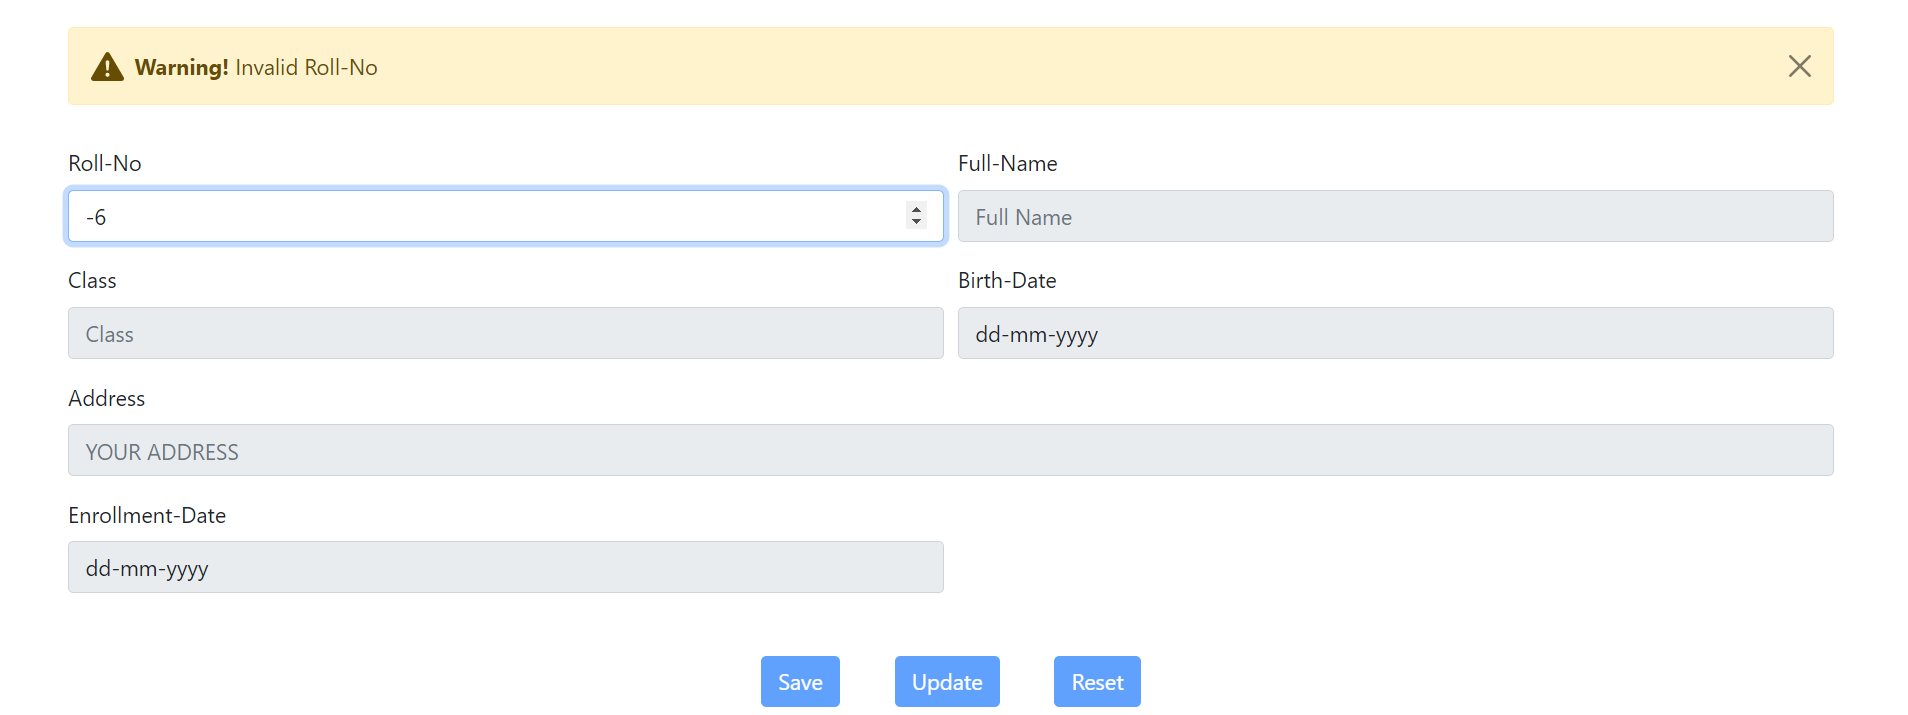 Warning! Invalid Roll-No
Roll-No
-6
Full-Name
Full Name
Class
Class
Birth-Date
dd-mm-yyyy
Address
YOUR ADDRESS
Enrollment-Date
dd-mm-yyyy
Save
Update
Reset